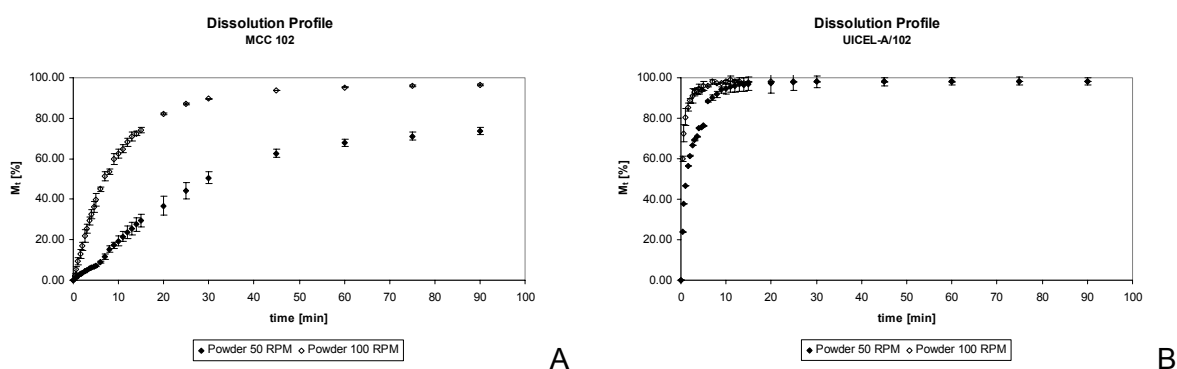 Dissolution Profile
MCC 102
100.00
80.00
60.00
40.00
20.00
0.00
Mt [%]
0 10 20 30 40 50 60 70 80 90 100
time [min]
Powder 50 RPM Powder 100 RPM
A
Dissolution Profile
UICEL-A/102
100.00
80.00
60.00
40.00
20.00
0.00
Mt [%]
0 10 20 30 40 50 60 70 80 90 100
time [min]
Powder 50 RPM Powder 100 RPM
B